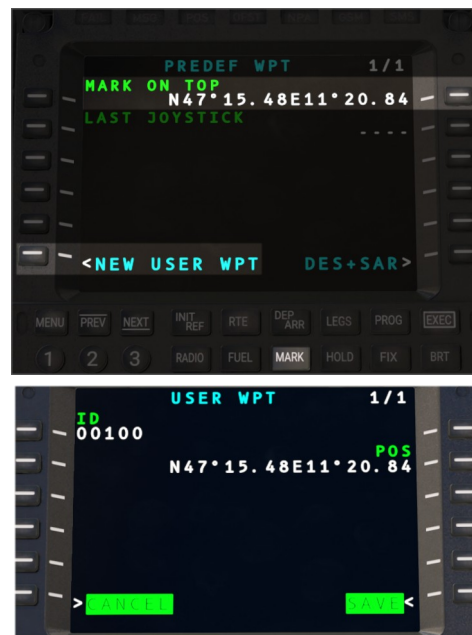 PREDEF WPT 1/1
MARK ON TOP
N47°15.48E11°20.84
LAST JOYSTICK
----
<NEW USER WPT DES+SAR>
MENU PREV NEXT INIT REF RTE DEP ARR LEGS PROG EXEC
1 2 3 RADIO FUEL MARK HOLD FIX BRT
USER WPT 1/1
ID
00100
POS
N47°15.48E11°20.84
>CANCEL SAVE<